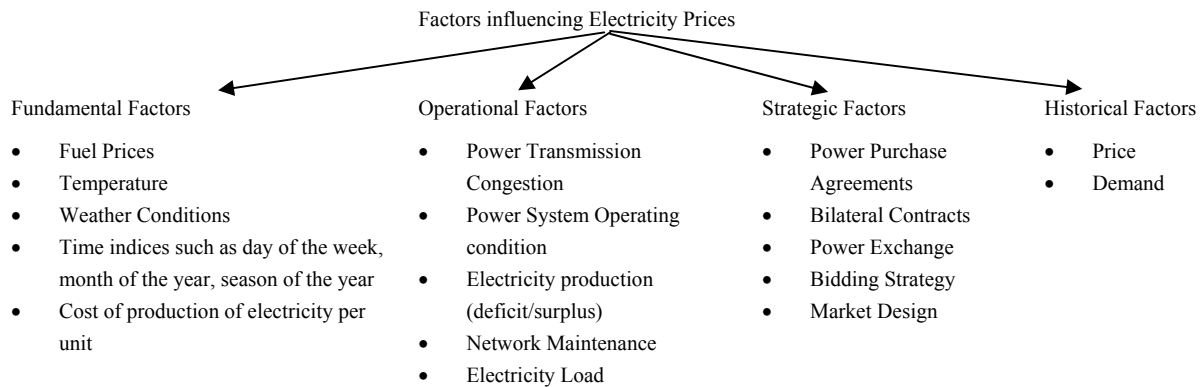 Factors influencing Electricity Prices
Fundamental Factors
• Fuel Prices
• Temperature
• Weather Conditions
• Time indices such as day of the week,
month of the year, season of the year
• Cost of production of electricity per
unit
Operational Factors
• Power Transmission
Congestion
• Power System Operating
condition
• Electricity production
(deficit/surplus)
• Network Maintenance
• Electricity Load
Strategic Factors
• Power Purchase
Agreements
• Bilateral Contracts
• Power Exchange
• Bidding Strategy
• Market Design
Historical Factors
• Price
• Demand